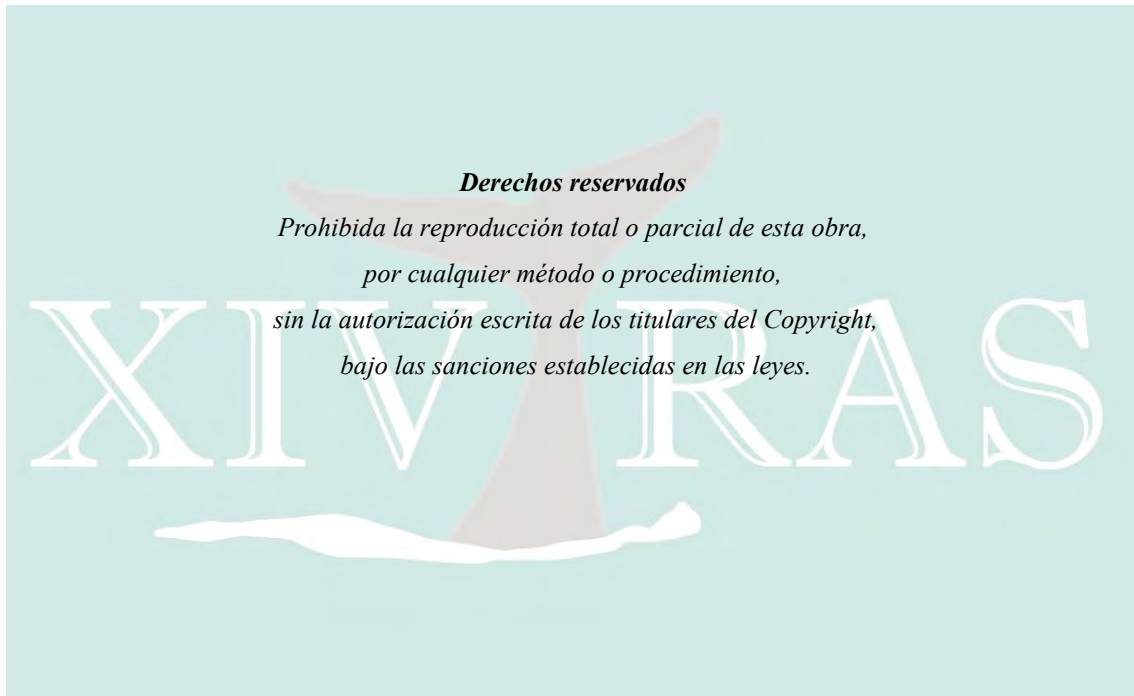 Derechos reservados
Prohibida la reproducción total o parcial de esta obra,
por cualquier método o procedimiento,
sin la autorización escrita de los titulares del Copyright,
bajo las sanciones establecidas en las leyes.
XIV RAS